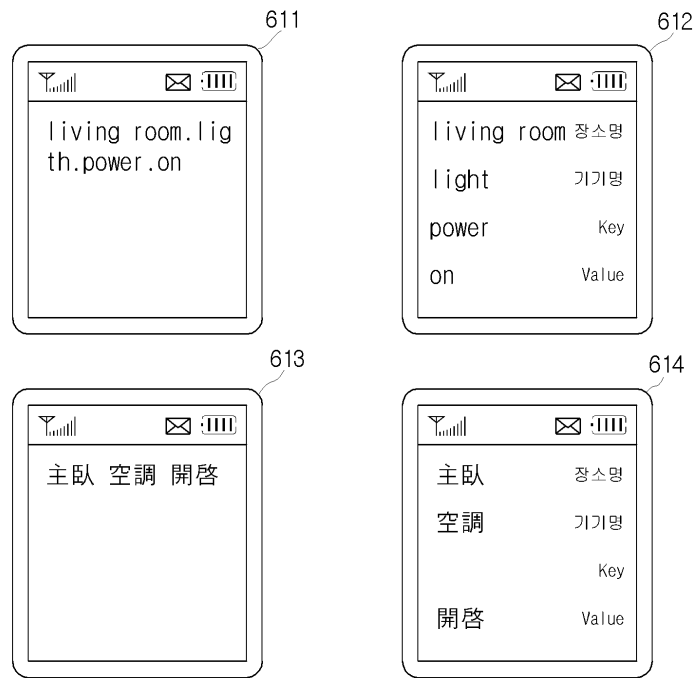 611
living room.lig
th.power.on
612
living room 장소명
light 기기명
power Key
on Value
613
主臥 空調 開啓
614
主臥 장소명
空調 기기명
Key
開啓 Value